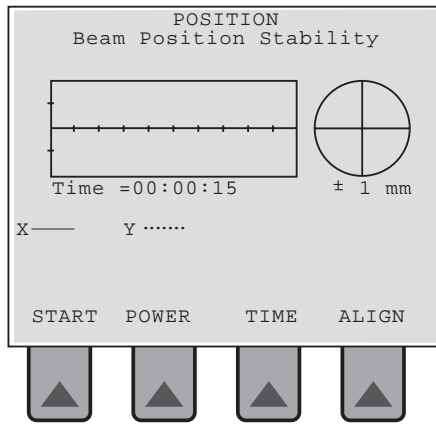 POSITION
Beam Position Stability
Time =00:00:15
± 1 mm
X
Y
START POWER TIME ALIGN